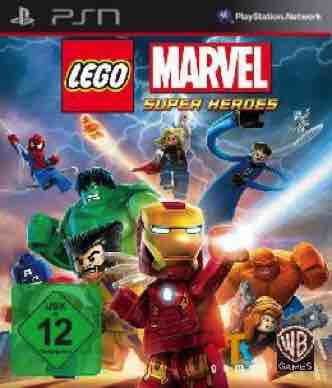 PSN
PlayStation Network
LEGO
MARVEL
SUPER HEROES
USK
12
WB
GAMES